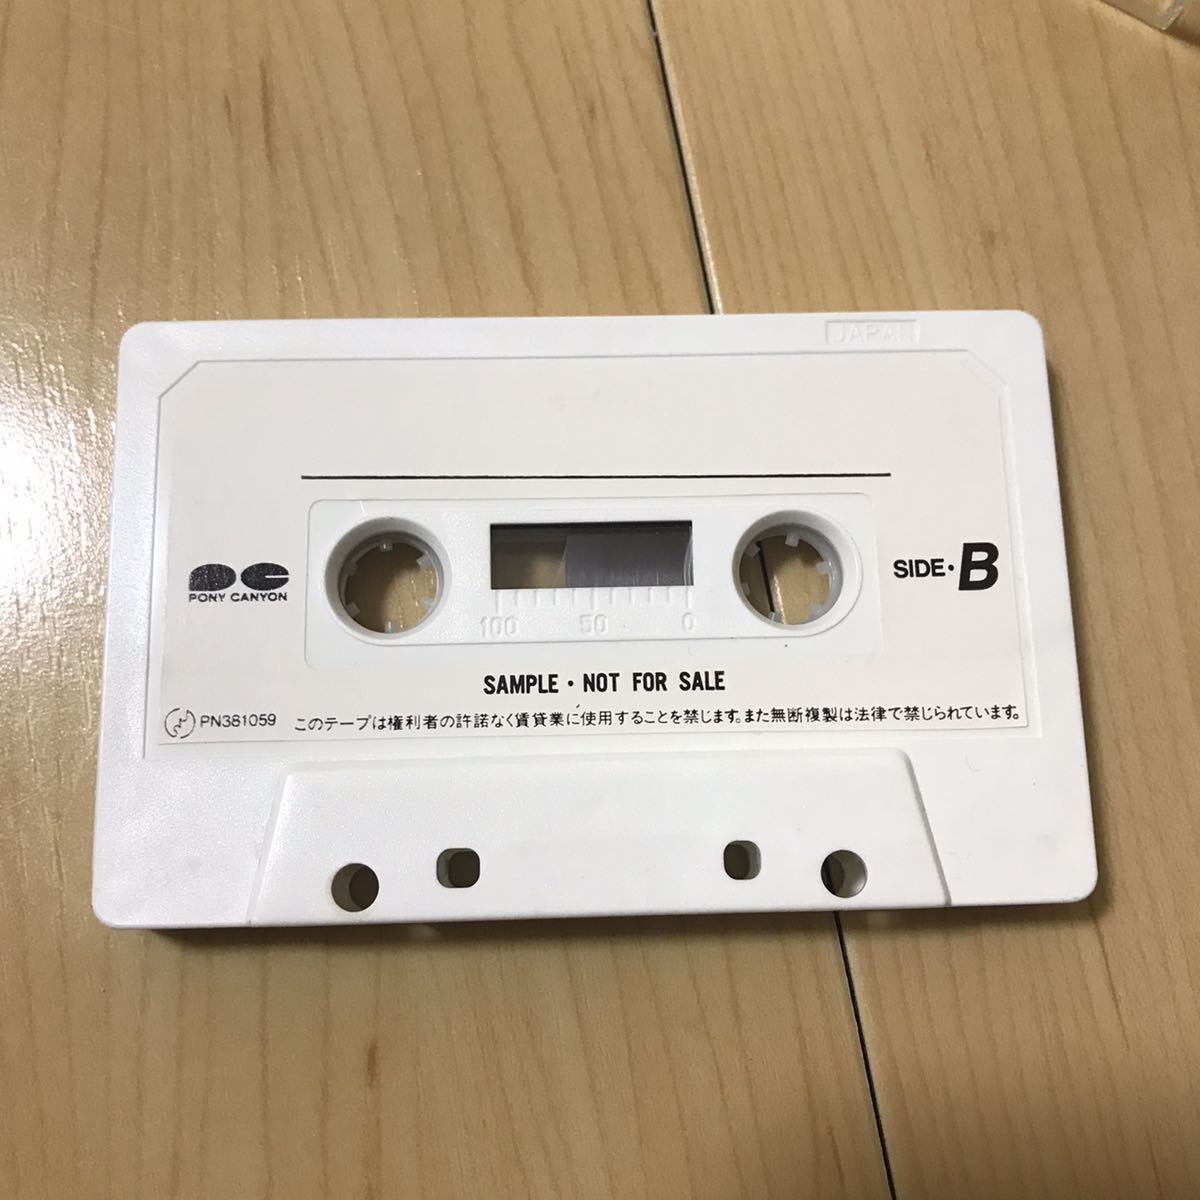 JAPAN
PONY CANYON
SIDE・B
100 50 0
SAMPLE・NOT FOR SALE
PN381059 このテープは権利者の許諾なく賃貸業に使用することを禁じます。また無断複製は法律で禁じられています。